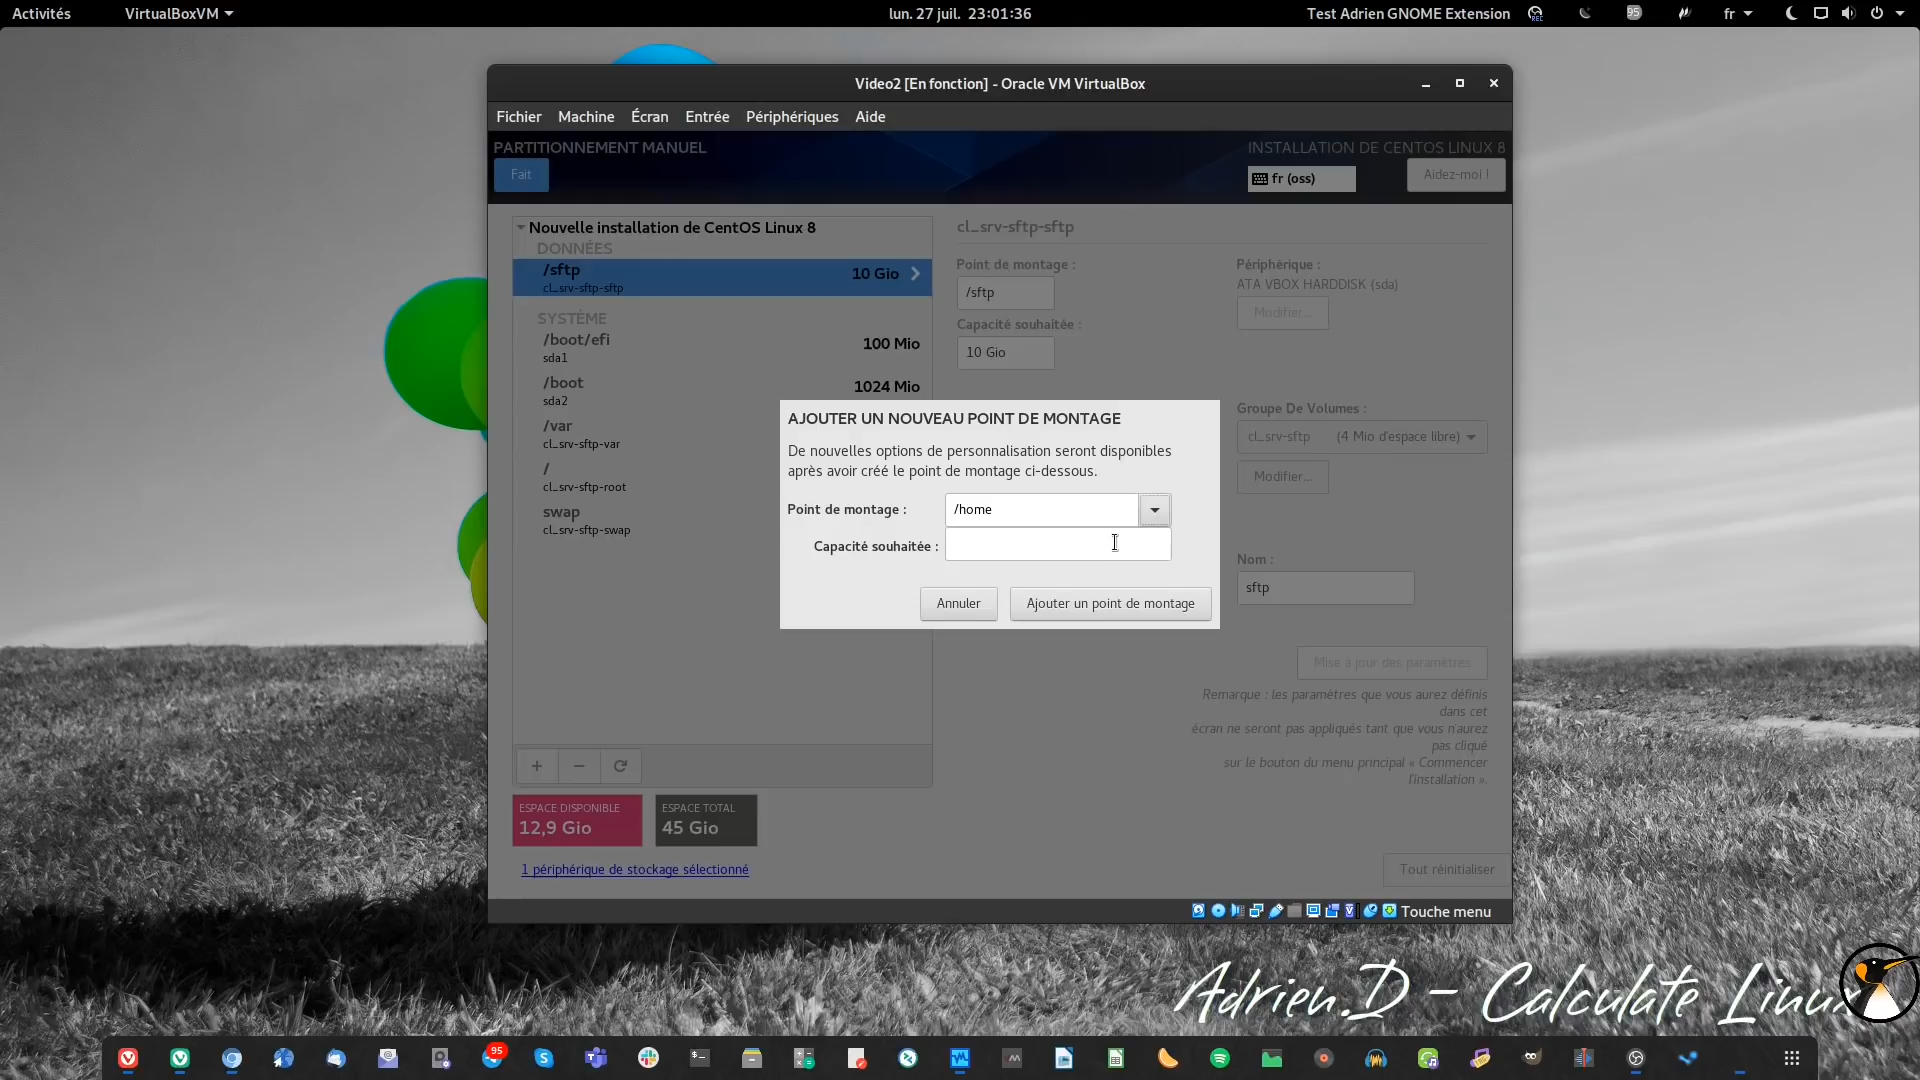 Activités
VirtualBoxVM
lun. 27 juil. 23:01:36
Test Adrien GNOME Extension
REC
95
fr
Video2 [En fonction] - Oracle VM VirtualBox
Fichier
Machine
Écran
Entrée
Périphériques
Aide
PARTITIONNEMENT MANUEL
INSTALLATION DE CENTOS LINUX 8
Fait
fr (oss)
Aidez-moi !
Nouvelle installation de CentOS Linux 8
DONNÉES
/sftp
10 Gio
cl_srv-sftp-sftp
SYSTÈME
/boot/efi
100 Mio
sda1
/boot
1024 Mio
sda2
/var
cl_srv-sftp-var
/
cl_srv-sftp-root
swap
cl_srv-sftp-swap
cl_srv-sftp-sftp
Point de montage :
/sftp
Capacité souhaitée :
10 Gio
Périphérique :
ATA VBOX HARDDISK (sda)
Modifier...
Groupe De Volumes :
cl_srv-sftp (4 Mio d'espace libre)
Modifier...
Nom :
sftp
Mise à jour des paramètres
Remarque : les paramètres que vous aurez définis
dans cet
écran ne seront pas appliqués tant que vous n'aurez
pas cliqué
sur le bouton du menu principal « Commencer
l'installation ».
AJOUTER UN NOUVEAU POINT DE MONTAGE
De nouvelles options de personnalisation seront disponibles
après avoir créé le point de montage ci-dessous.
Point de montage :
/home
Capacité souhaitée :
Annuler
Ajouter un point de montage
ESPACE DISPONIBLE
12,9 Gio
ESPACE TOTAL
45 Gio
1 périphérique de stockage sélectionné
Tout réinitialiser
Touche menu
Adrien.D - Calculate Linux
95